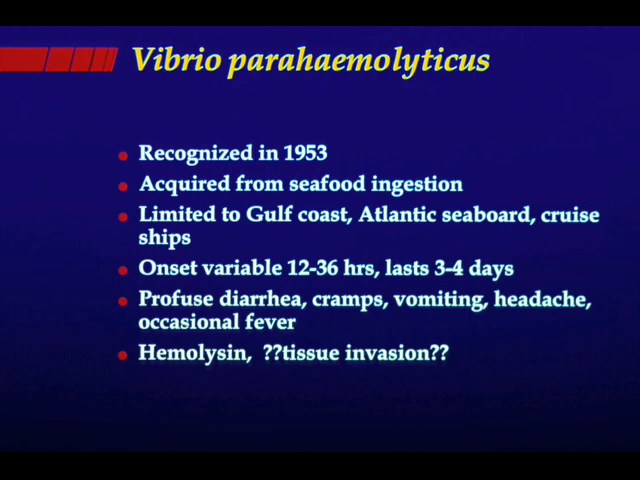 Vibrio parahaemolyticus
Recognized in 1953
Acquired from seafood ingestion
Limited to Gulf coast, Atlantic seaboard, cruise
ships
Onset variable 12-36 hrs, lasts 3-4 days
Profuse diarrhea, cramps, vomiting, headache,
occasional fever
Hemolysin, ??tissue invasion??